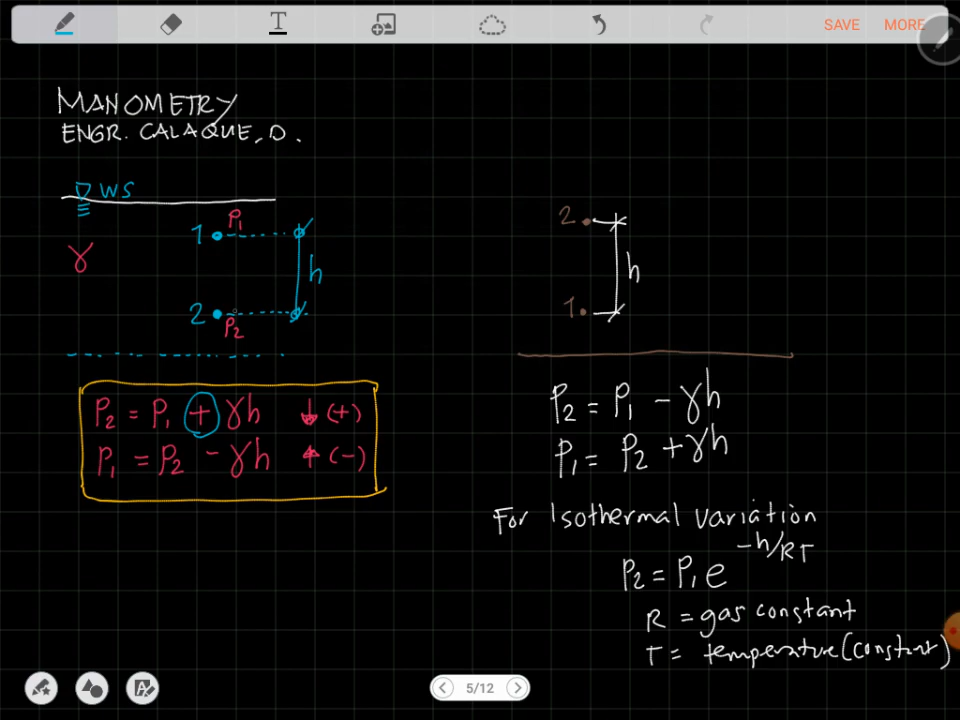 T SAVE MORE
MANOMETRY
ENGR. CALAQUE, D.
WS
γ
1 P₁
h
2 P₂
P₂ = P₁ + γh ↓ (+)
P₁ = P₂ - γh ↑ (-)
2
h
1
P₂ = P₁ - γh
P₁ = P₂ + γh
For Isothermal Variation
P₂ = P₁ e^-h/RT
R = gas constant
T = temperature (constant)
A
5/12